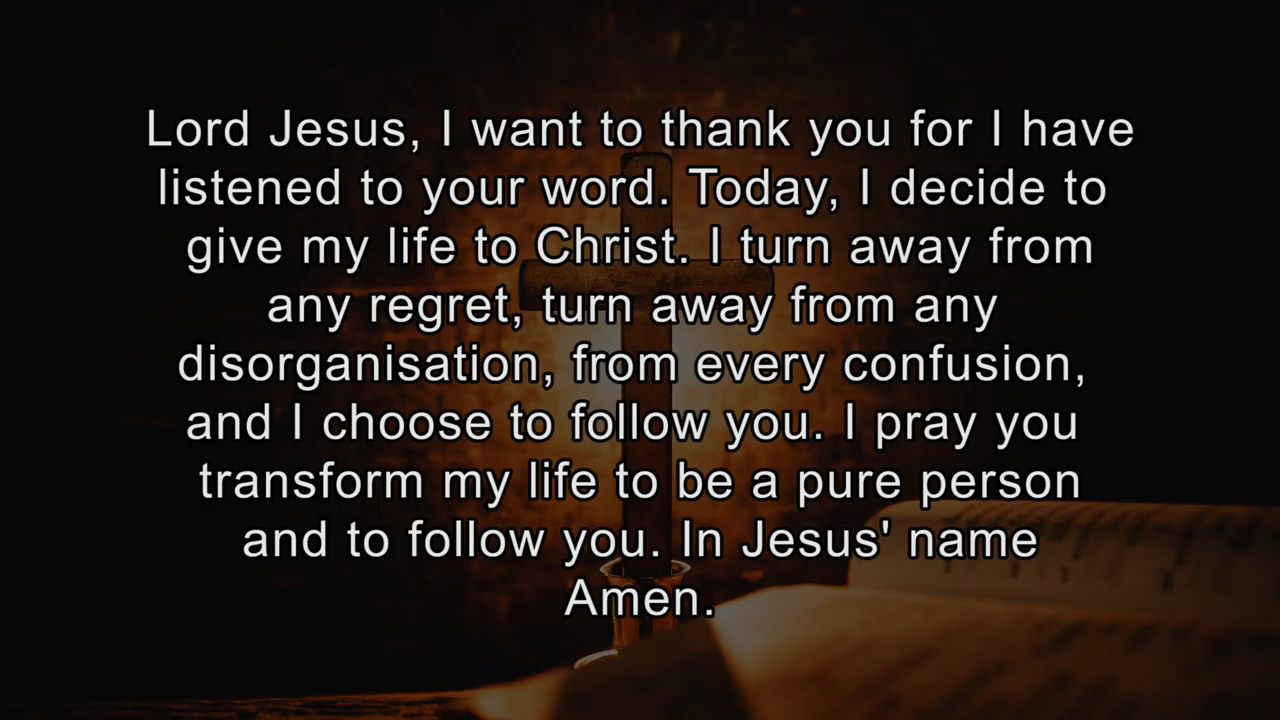 Lord Jesus, I want to thank you for I have
listened to your word. Today, I decide to
give my life to Christ. I turn away from
any regret, turn away from any
disorganisation, from every confusion,
and I choose to follow you. I pray you
transform my life to be a pure person
and to follow you. In Jesus' name
Amen.